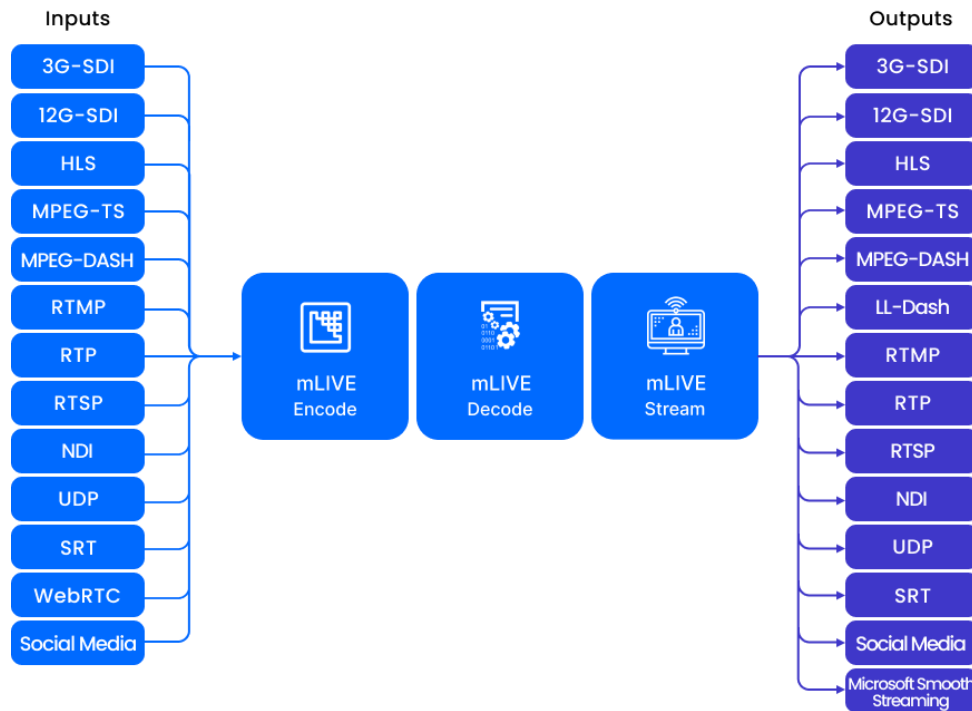 Inputs
Outputs
3G-SDI
12G-SDI
HLS
MPEG-TS
MPEG-DASH
RTMP
RTP
RTSP
NDI
UDP
SRT
WebRTC
Social Media
mLIVE
Encode
mLIVE
Decode
mLIVE
Stream
3G-SDI
12G-SDI
HLS
MPEG-TS
MPEG-DASH
LL-Dash
RTMP
RTP
RTSP
NDI
UDP
SRT
Social Media
Microsoft Smooth
Streaming